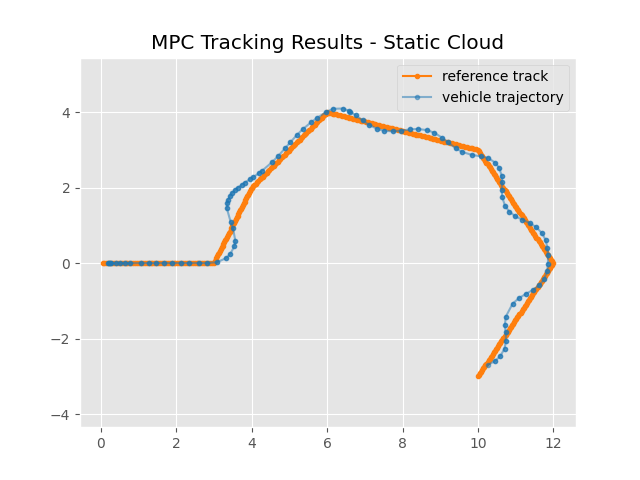 MPC Tracking Results - Static Cloud
reference track
vehicle trajectory
4
2
0
−2
−4
0 2 4 6 8 10 12